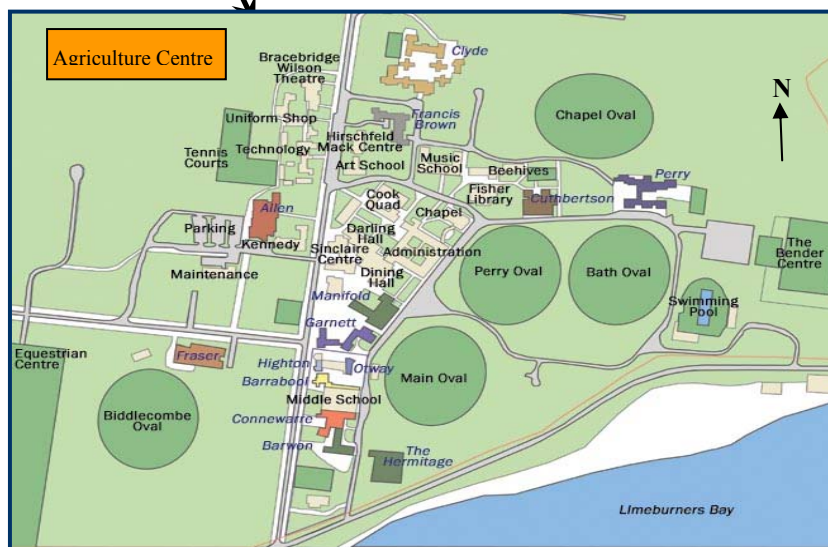 Agriculture Centre
Clyde
Bracebridge
Wilson
Theatre
N
Uniform Shop
Francis
Brown
Chapel Oval
Hirschfeld
Mack Centre
Technology
Tennis
Courts
Art School
Music
School
Beehives
Perry
Fisher
Library
Cuthbertson
Cook
Quad
Chapel
Allen
Parking
Kennedy
Darling
Hall
Sinclaire
Centre
Administration
Maintenance
Dining
Hall
Perry Oval
Bath Oval
The
Bender
Centre
Manifold
Swimming
Pool
Garnett
Equestrian
Centre
Fraser
Highton
Otway
Barrabool
Main Oval
Middle School
Biddlecombe
Oval
Connewarre
Barwon
The
Hermitage
LImeburners Bay